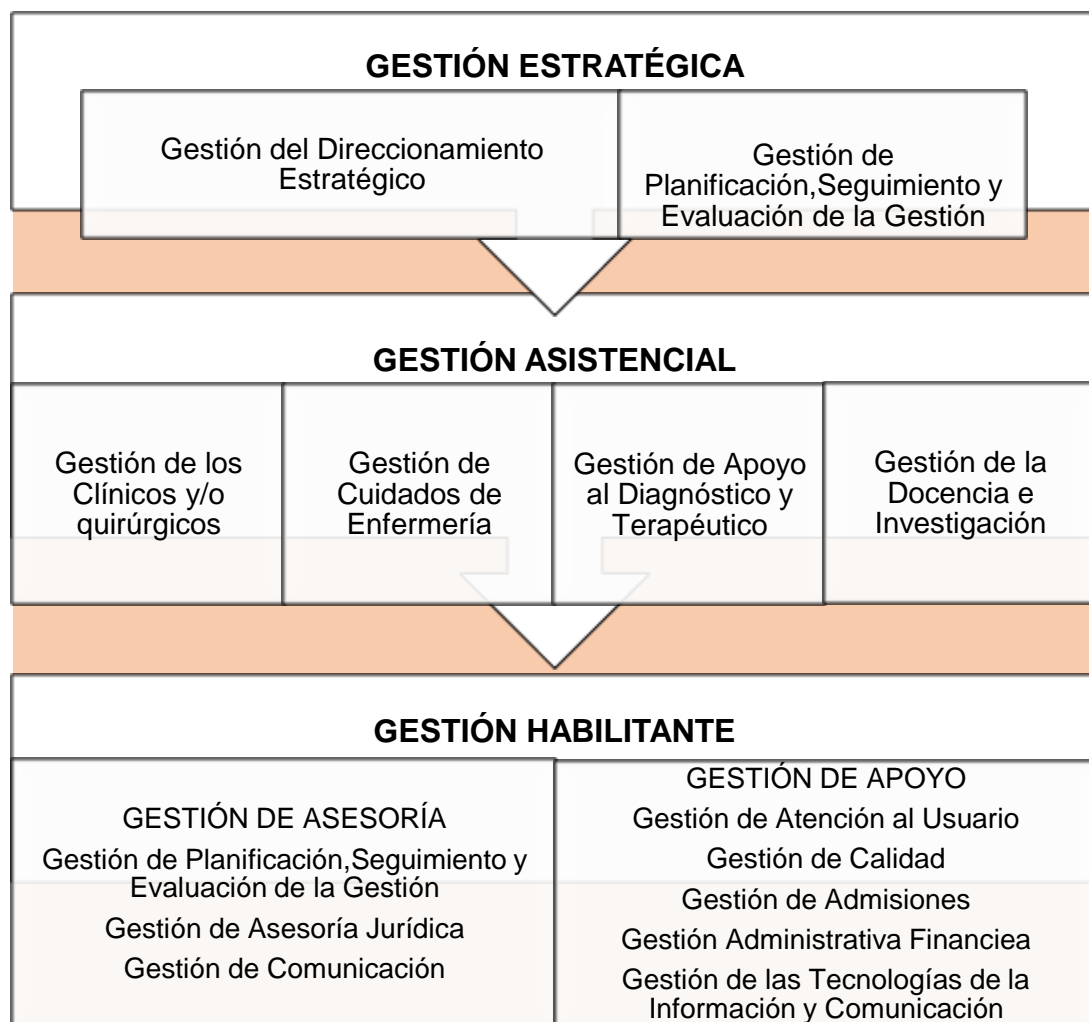 GESTIÓN ESTRATÉGICA
Gestión del Direccionamiento
Estratégico
Gestión de
Planificación,Seguimiento y
Evaluación de la Gestión
GESTIÓN ASISTENCIAL
Gestión de los
Clínicos y/o
quirúrgicos
Gestión de
Cuidados de
Enfermería
Gestión de Apoyo
al Diagnóstico y
Terapéutico
Gestión de la
Docencia e
Investigación
GESTIÓN HABILITANTE
GESTIÓN DE ASESORÍA
Gestión de Planificación,Seguimiento y
Evaluación de la Gestión
Gestión de Asesoría Jurídica
Gestión de Comunicación
GESTIÓN DE APOYO
Gestión de Atención al Usuario
Gestión de Calidad
Gestión de Admisiones
Gestión Administrativa Financiea
Gestión de las Tecnologías de la
Información y Comunicación